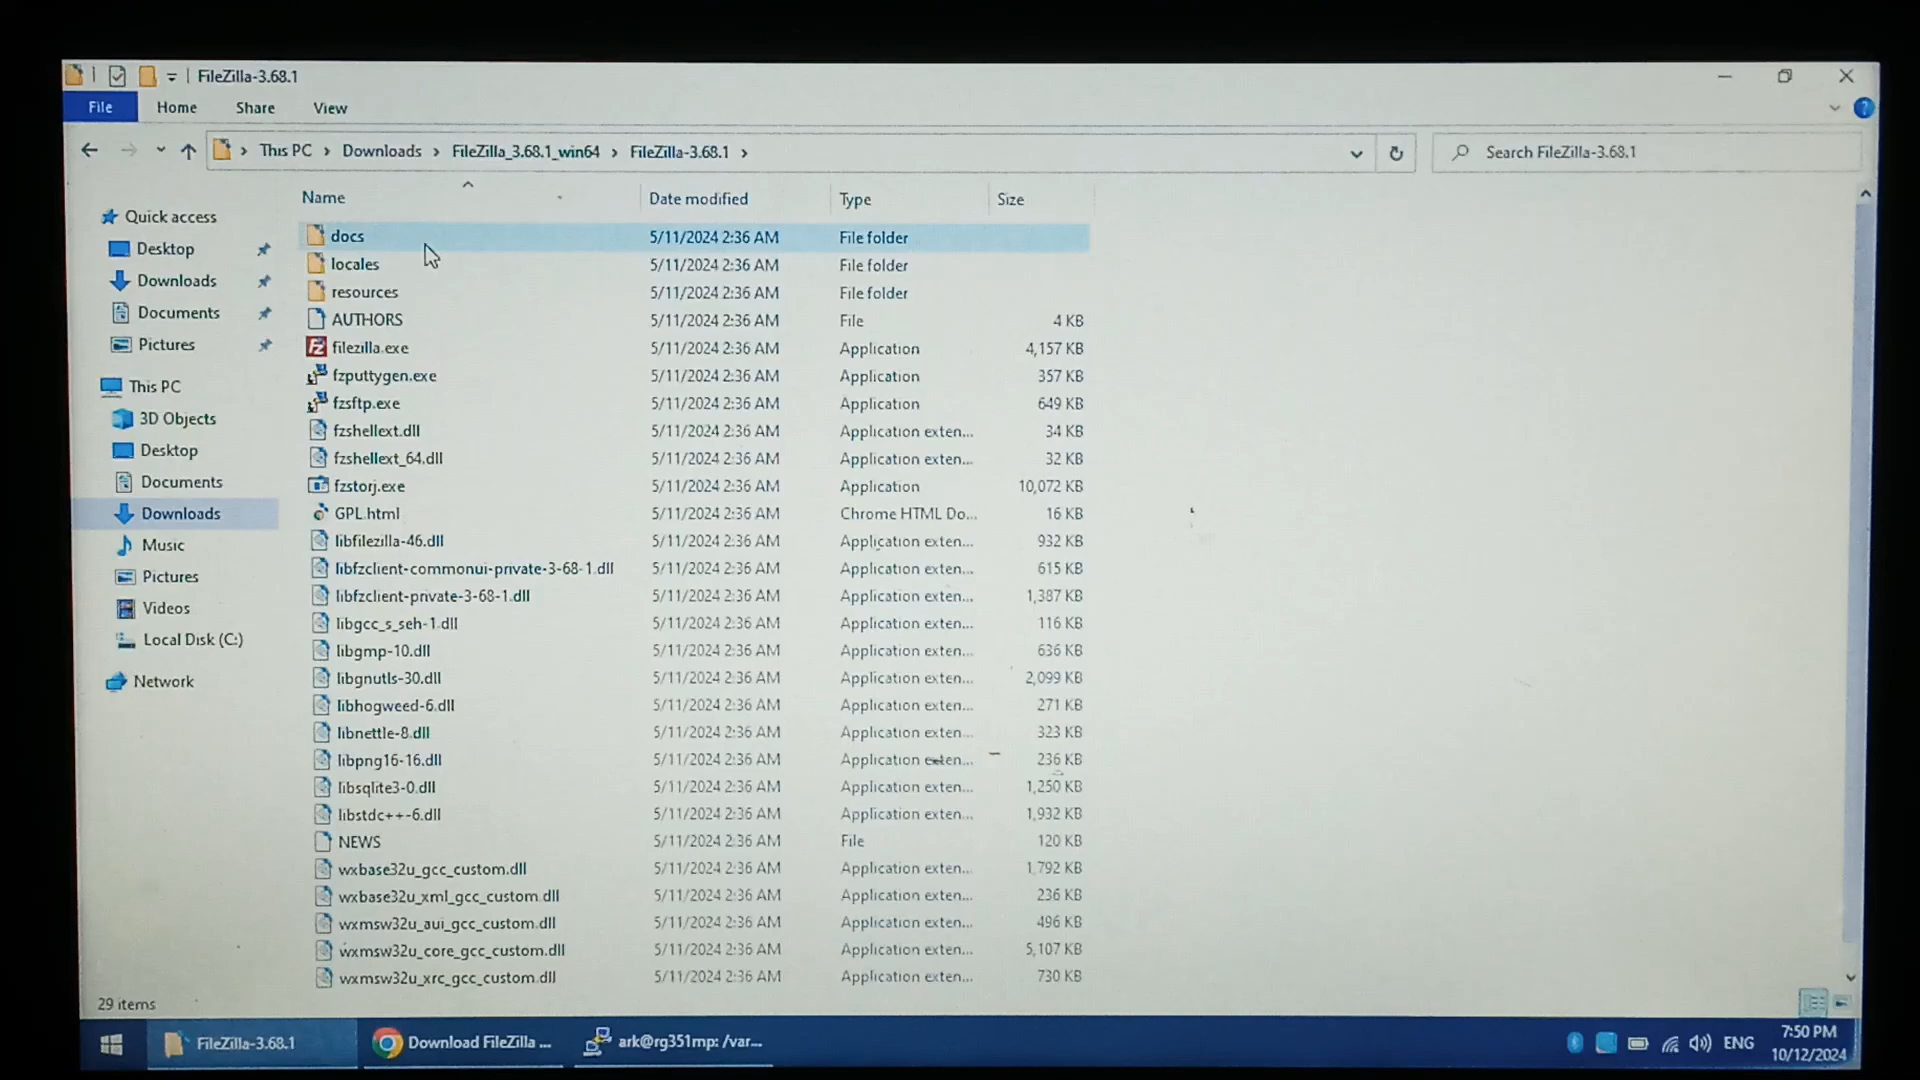 FileZilla-3.68.1
File Home Share View
This PC Downloads FileZilla_3.68.1_win64 FileZilla-3.68.1 Search FileZilla-3.68.1
Name Date modified Type Size
Quick access
Desktop
Downloads
Documents
Pictures
This PC
3D Objects
Desktop
Documents
Downloads
Music
Pictures
Videos
Local Disk (C:)
Network
docs 5/11/2024 2:36 AM File folder
locales 5/11/2024 2:36 AM File folder
resources 5/11/2024 2:36 AM File folder
AUTHORS 5/11/2024 2:36 AM File 4 KB
filezilla.exe 5/11/2024 2:36 AM Application 4,157 KB
fzputtygen.exe 5/11/2024 2:36 AM Application 357 KB
fzsftp.exe 5/11/2024 2:36 AM Application 649 KB
fzshellext.dll 5/11/2024 2:36 AM Application exten... 34 KB
fzshellext_64.dll 5/11/2024 2:36 AM Application exten... 32 KB
fzstorj.exe 5/11/2024 2:36 AM Application 10,072 KB
GPL.html 5/11/2024 2:36 AM Chrome HTML Do... 16 KB
libfilezilla-46.dll 5/11/2024 2:36 AM Application exten... 932 KB
libfzclient-commonui-private-3-68-1.dll 5/11/2024 2:36 AM Application exten... 615 KB
libfzclient-private-3-68-1.dll 5/11/2024 2:36 AM Application exten... 1,387 KB
libgcc_s_seh-1.dll 5/11/2024 2:36 AM Application exten... 116 KB
libgmp-10.dll 5/11/2024 2:36 AM Application exten... 636 KB
libgnutls-30.dll 5/11/2024 2:36 AM Application exten... 2,099 KB
libhogweed-6.dll 5/11/2024 2:36 AM Application exten... 271 KB
libnettle-8.dll 5/11/2024 2:36 AM Application exten... 323 KB
libpng16-16.dll 5/11/2024 2:36 AM Application exten... 236 KB
libsqlite3-0.dll 5/11/2024 2:36 AM Application exten... 1,250 KB
libstdc++-6.dll 5/11/2024 2:36 AM Application exten... 1,932 KB
NEWS 5/11/2024 2:36 AM File 120 KB
wxbase32u_gcc_custom.dll 5/11/2024 2:36 AM Application exten... 1,792 KB
wxbase32u_xml_gcc_custom.dll 5/11/2024 2:36 AM Application exten... 236 KB
wxmsw32u_aui_gcc_custom.dll 5/11/2024 2:36 AM Application exten... 496 KB
wxmsw32u_core_gcc_custom.dll 5/11/2024 2:36 AM Application exten... 5,107 KB
wxmsw32u_xrc_gcc_custom.dll 5/11/2024 2:36 AM Application exten... 730 KB
29 items
FileZilla-3.68.1 Download FileZilla ... ark@rg351mp: /var... ENG 7:50 PM
10/12/2024